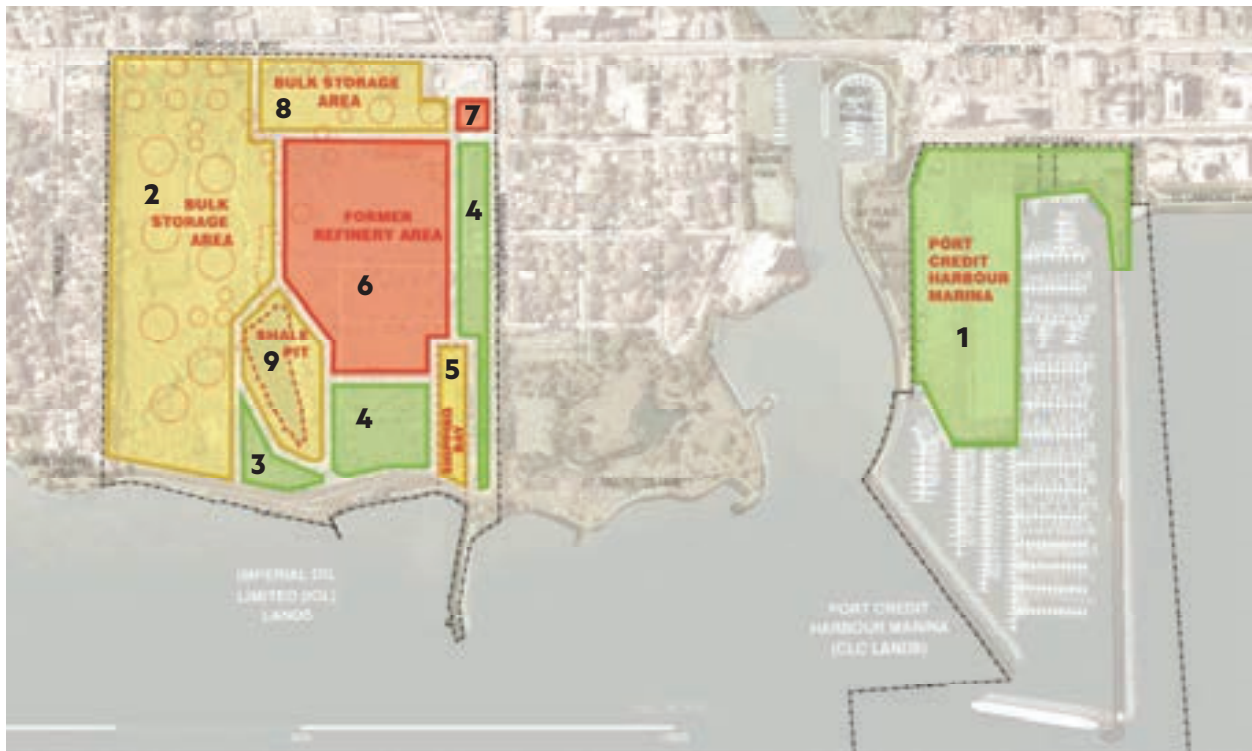 BULK STORAGE
AREA
8
7
2
BULK
STORAGE
AREA
FORMER
REFINERY AREA
6
4
SHALE
PIT
9
5
4
3
PORT
CREDIT
HARBOUR
MARINA
1
IMPERIAL OIL
LIMITED (IOL)
LANDS
PORT CREDIT
HARBOUR MARINA
(CLC LANDS)